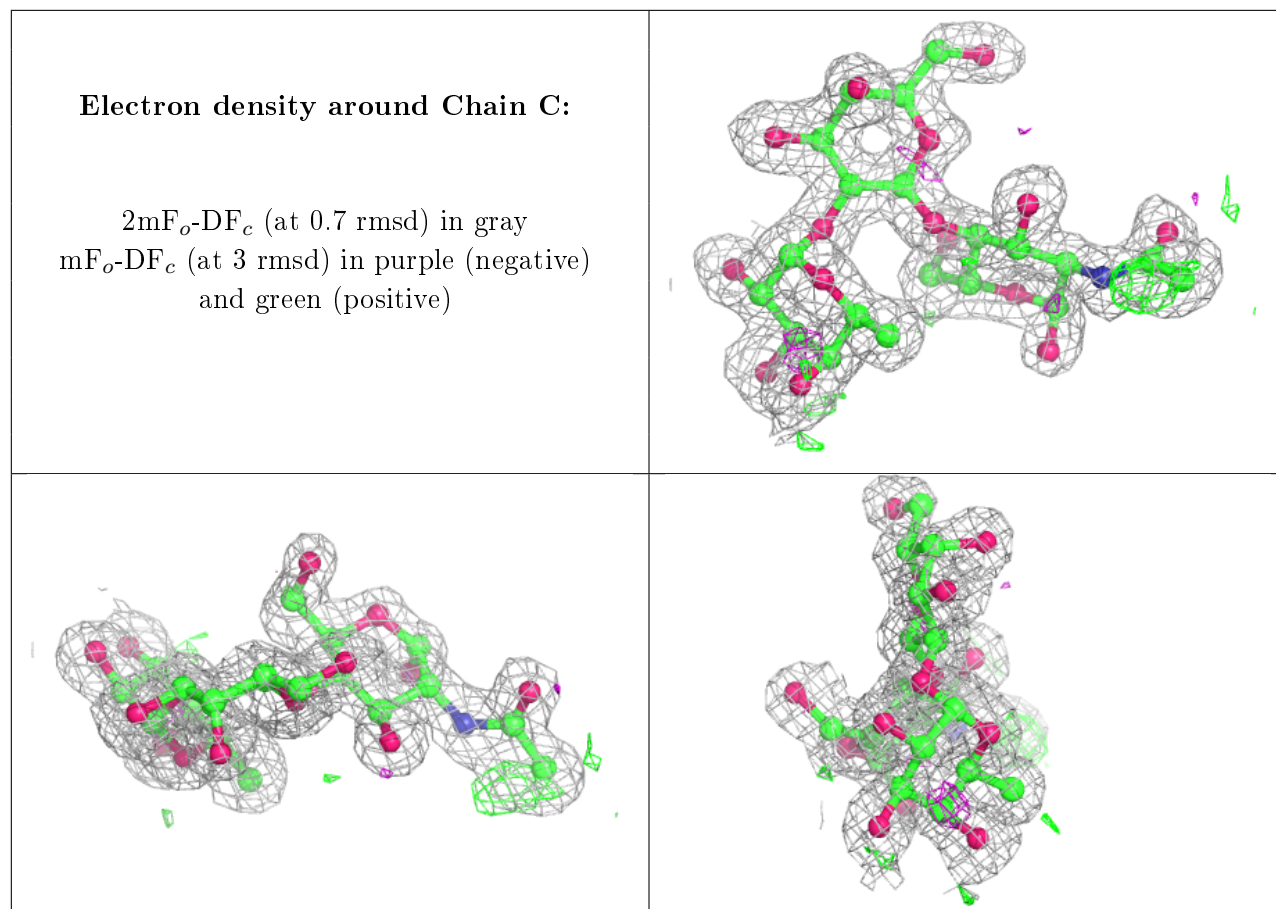 Electron density around Chain C:
2mFₒ-DF𝑐 (at 0.7 rmsd) in gray
mFₒ-DF𝑐 (at 3 rmsd) in purple (negative)
and green (positive)